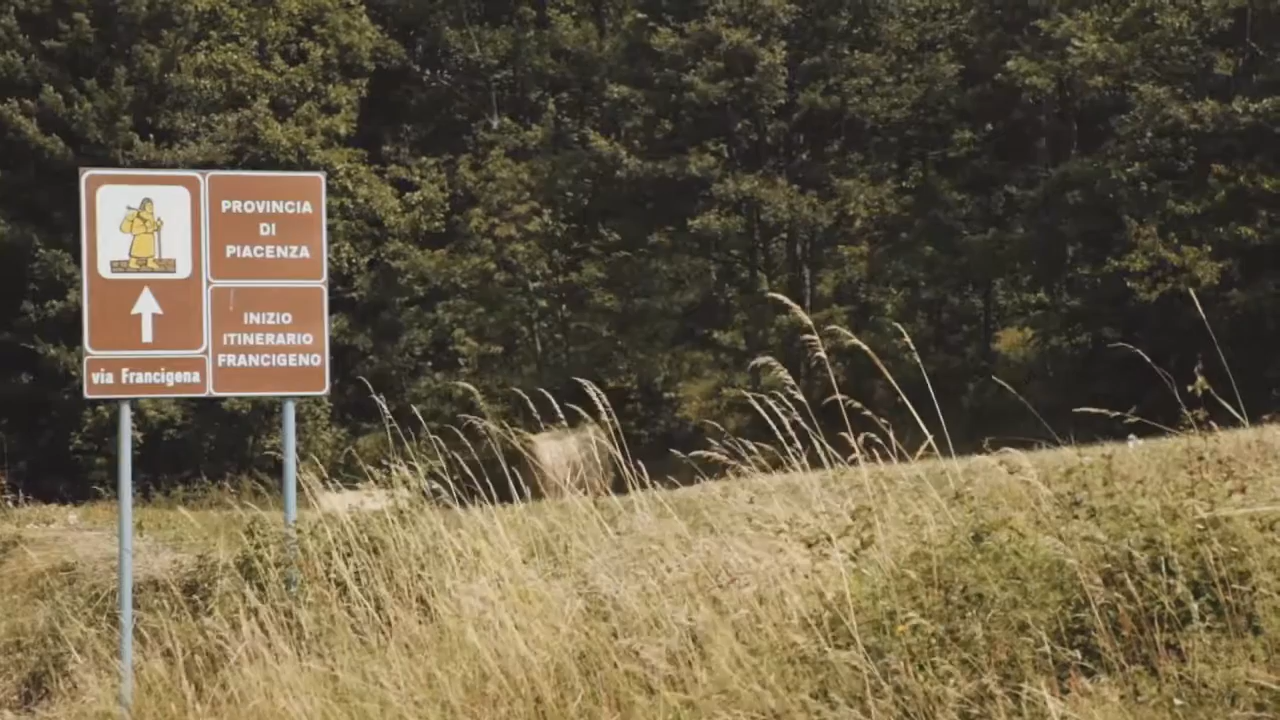 via Francigena
PROVINCIA
DI
PIACENZA
INIZIO
ITINERARIO
FRANCIGENO